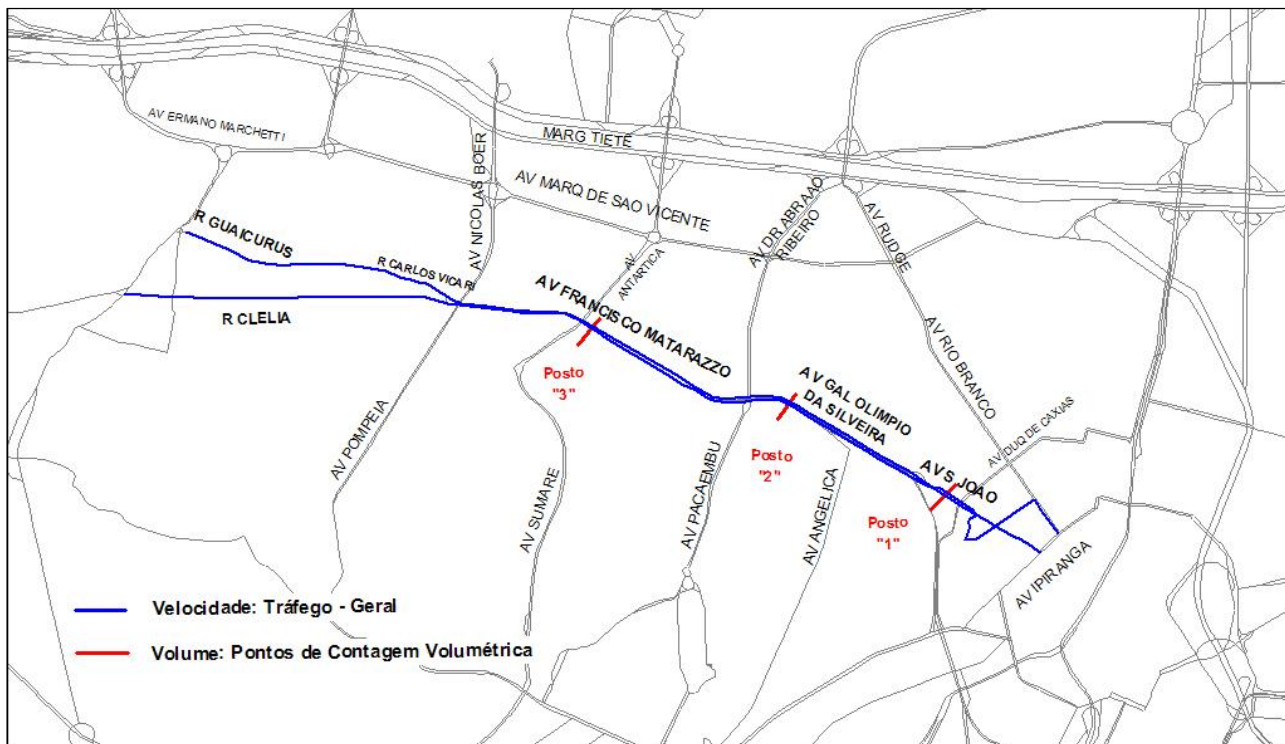 AV ERMANO MARCHETTI
AV NICOLAS BOER
MARG TIETE
AV MARQ DE SAO VICENTE
AV DR ABRAAO
RIBEIRO
AV RUDGE
R GUAICURUS
R CARLOS VICARI
AV
ANTARTICA
R CLELIA
AV FRANCISCO MATARAZZO
AV RIO BRANCO
Posto
"3"
AV GAL OLIMPIO
DA SILVEIRA
AV DUQ DE CAXIAS
AV POMPEIA
AV SUMARE
AV PACAEMBU
Posto
"2"
AV ANGELICA
AV S JOAO
Posto
"1"
AV IPIRANGA
Velocidade: Tráfego - Geral
Volume: Pontos de Contagem Volumétrica